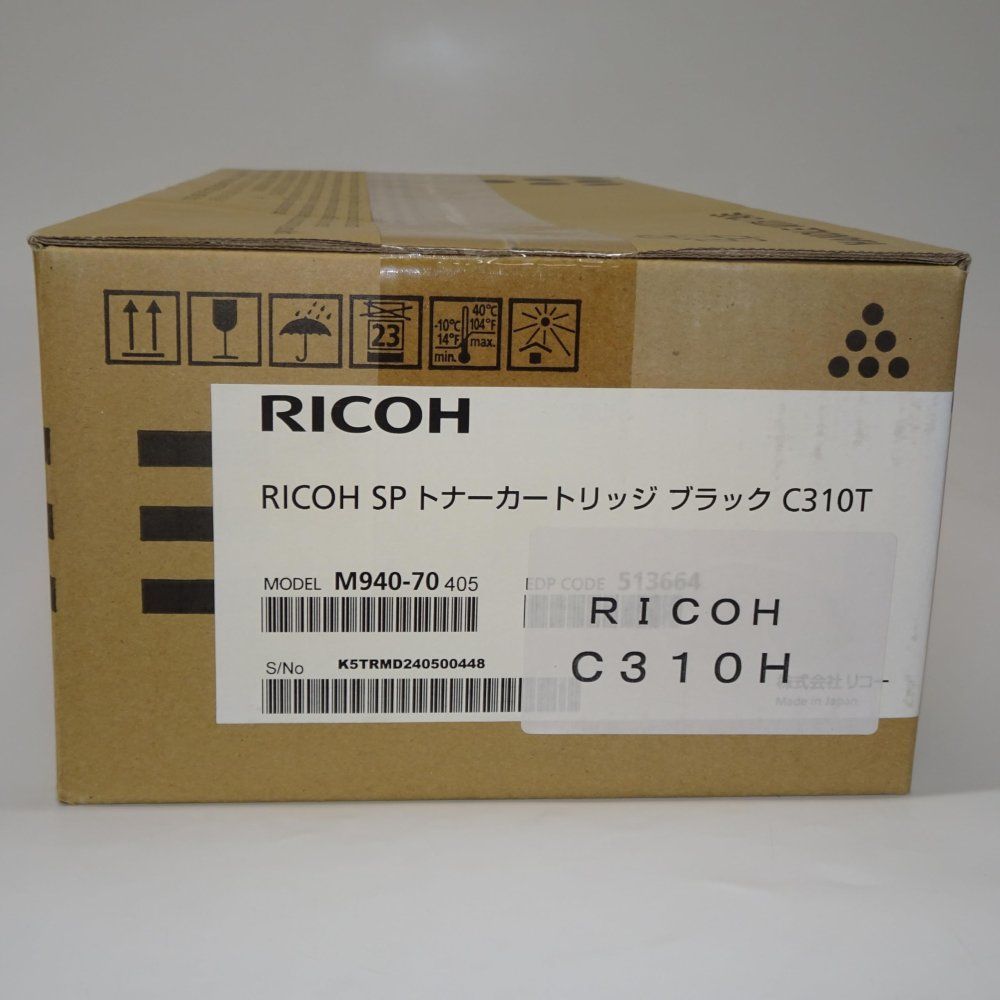 23
-10°C
14°F
min.
40°C
104°F
max.
RICOH
RICOH SP トナーカートリッジ ブラック C310T
MODEL M940-70 405
EDP CODE 513664
RICOH
C310H
S/No K5TRMD240500448
株式会社 リコー
Made in Japan